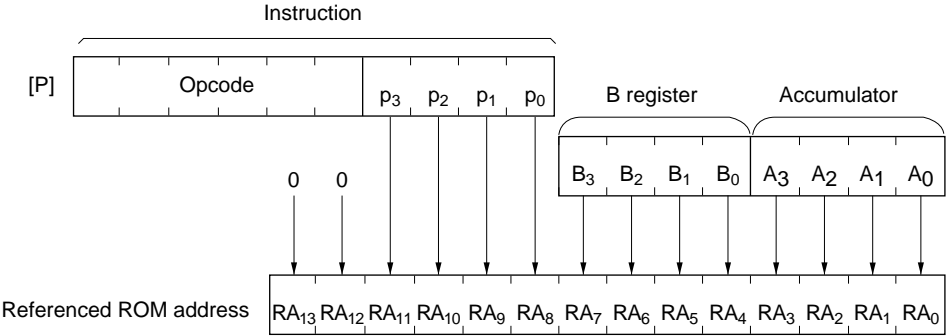 Instruction
[P] Opcode p3 p2 p1 p0
B register Accumulator
B3 B2 B1 B0 A3 A2 A1 A0
0 0
Referenced ROM address RA13 RA12 RA11 RA10 RA9 RA8 RA7 RA6 RA5 RA4 RA3 RA2 RA1 RA0